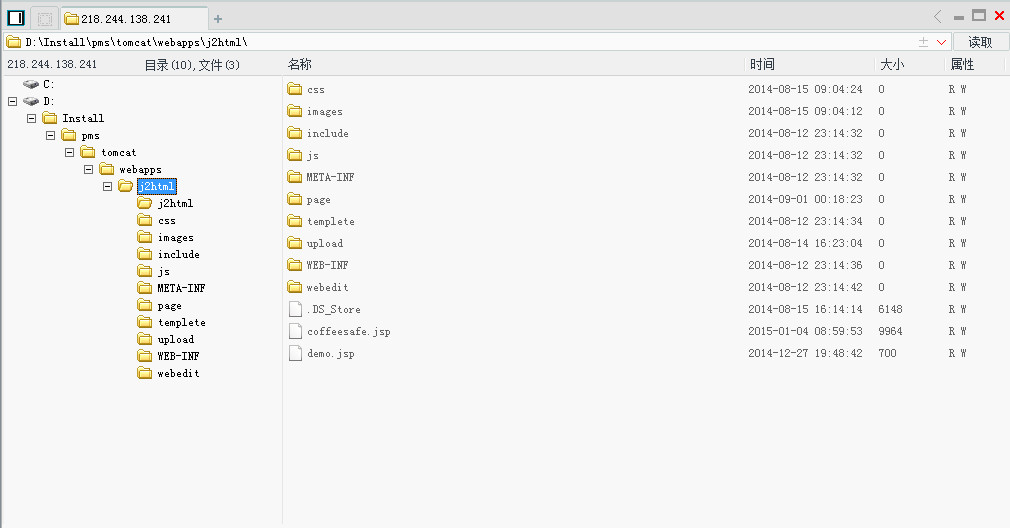 218.244.138.241
D:\Install\pms\tomcat\webapps\j2html\
读取
218.244.138.241 目录(10),文件(3)
名称 时间 大小 属性
C:
D:
Install
pms
tomcat
webapps
j2html
j2html
css
images
include
js
META-INF
page
templete
upload
WEB-INF
webedit
css 2014-08-15 09:04:24 0 R W
images 2014-08-15 09:04:12 0 R W
include 2014-08-12 23:14:32 0 R W
js 2014-08-12 23:14:32 0 R W
META-INF 2014-08-12 23:14:32 0 R W
page 2014-09-01 00:18:23 0 R W
templete 2014-08-12 23:14:34 0 R W
upload 2014-08-14 16:23:04 0 R W
WEB-INF 2014-08-12 23:14:36 0 R W
webedit 2014-08-12 23:14:42 0 R W
.DS_Store 2014-08-15 16:14:14 6148 R W
coffeesafe.jsp 2015-01-04 08:59:53 9964 R W
demo.jsp 2014-12-27 19:48:42 700 R W